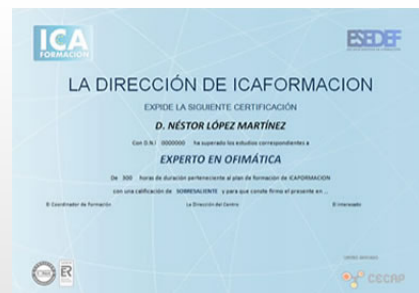 ICA
FORMACIÓN
ESEDEF
LA DIRECCIÓN DE ICAFORMACION
EXPIDE LA SIGUIENTE CERTIFICACIÓN
D. NÉSTOR LÓPEZ MARTÍNEZ
Con D.N.I 0000000 ha superado los estudios correspondientes a
EXPERTO EN OFIMÁTICA
De 300 horas de duración perteneciente al plan de formación de ICAFORMACION
con una calificación de SOBRESALIENTE y para que conste firmo el presente en ...
El Coordinador de Formación La Dirección del Centro El interesado
ER
CECAP